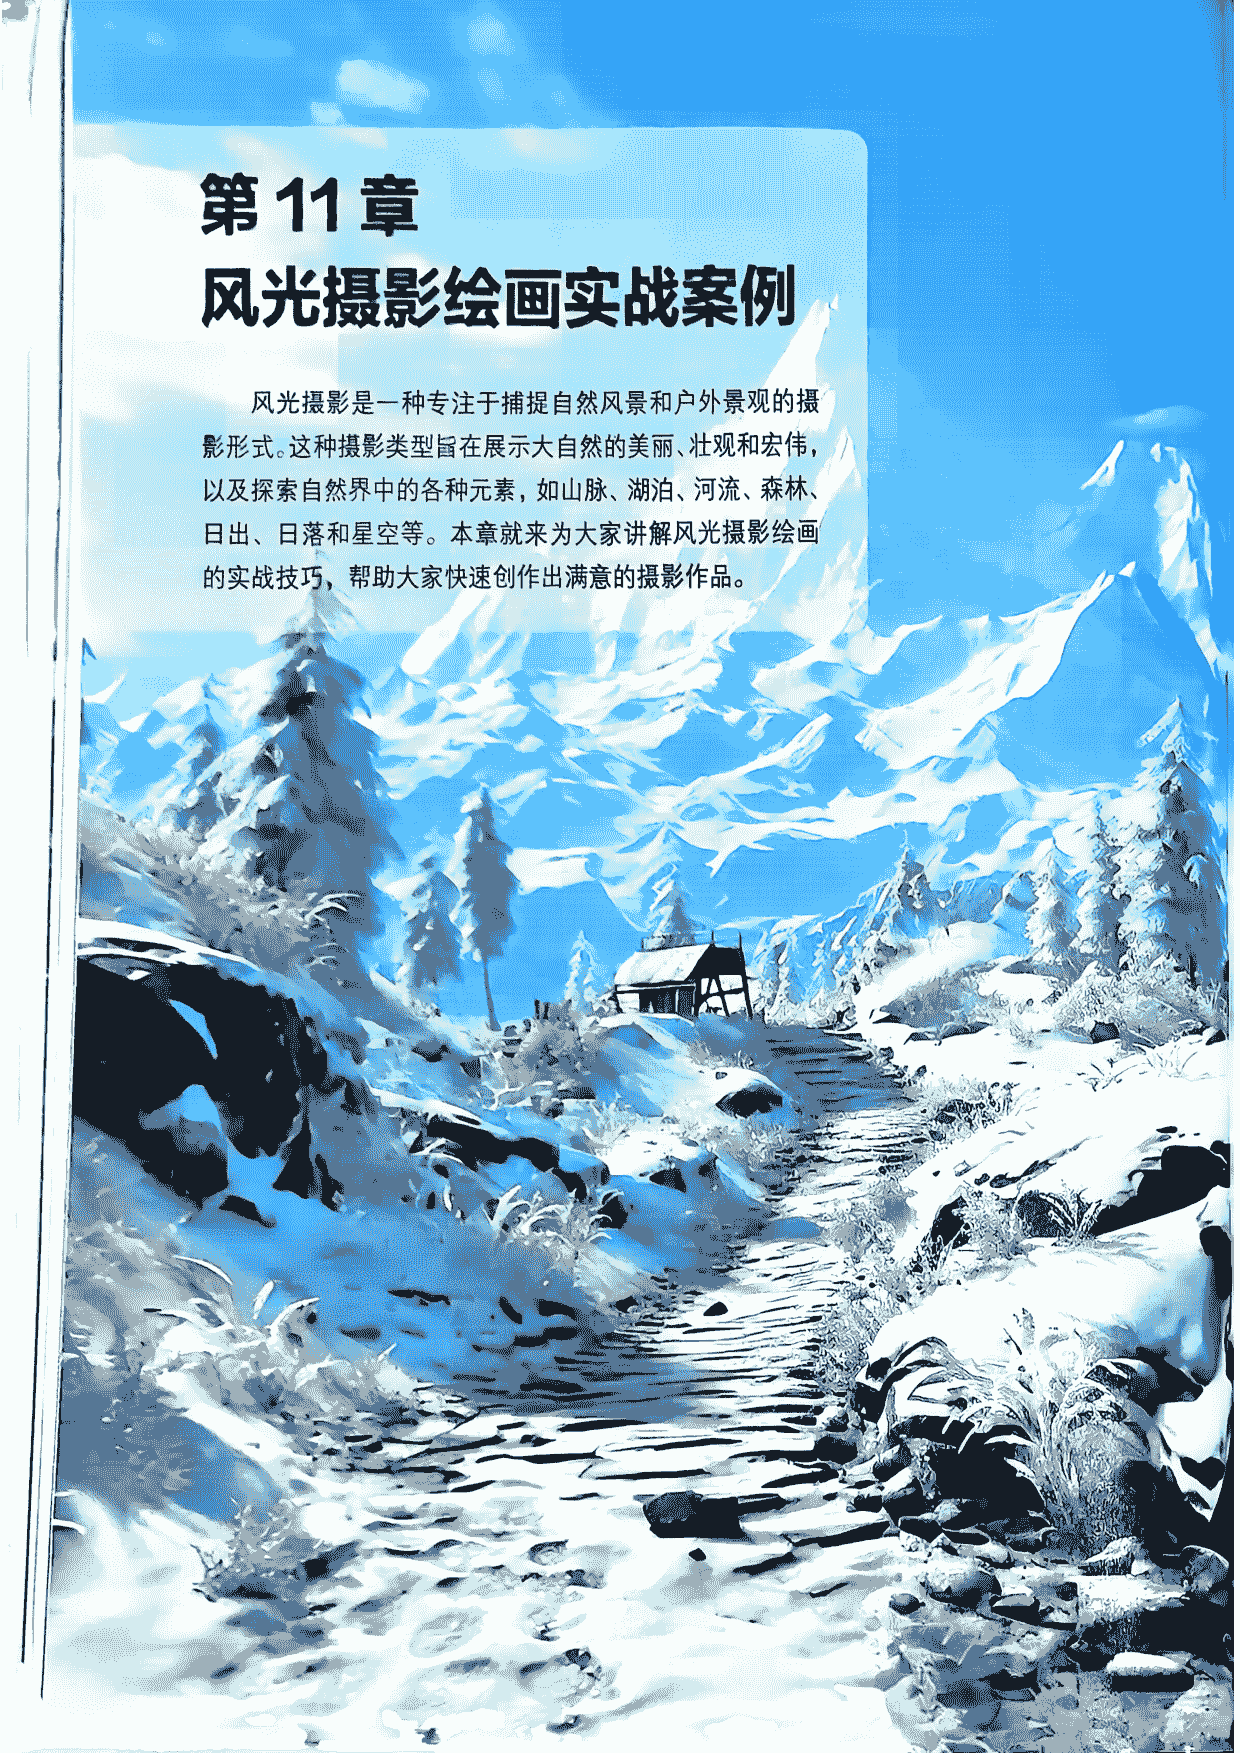 第 11 章
风光摄影绘画实战案例
风光摄影是一种专注于捕捉自然风景和户外景观的摄
影形式。这种摄影类型旨在展示大自然的美丽、壮观和宏伟，
以及探索自然界中的各种元素，如山脉、湖泊、河流、森林、
日出、日落和星空等。本章就来为大家讲解风光摄影绘画
的实战技巧，帮助大家快速创作出满意的摄影作品。